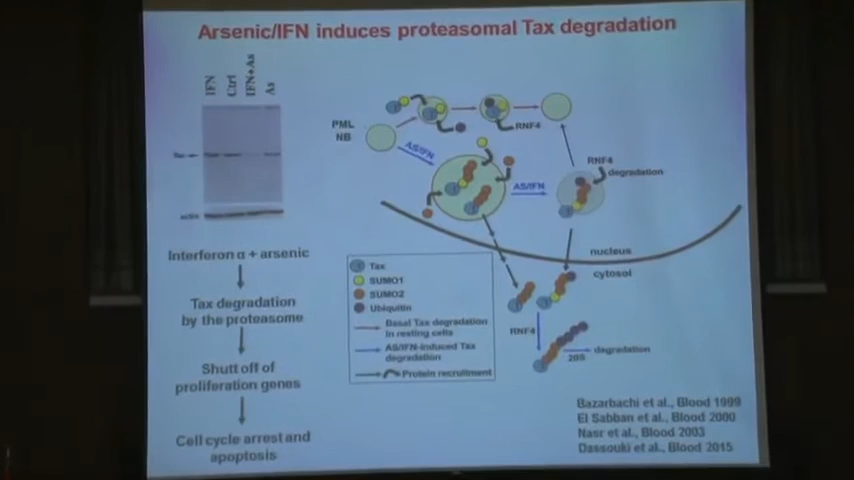 Arsenic/IFN induces proteasomal Tax degradation
IFN
Ctrl
IFN+As
As
Tax
actin
Interferon α + arsenic
Tax degradation
by the proteasome
Shutt off of
proliferation genes
Cell cycle arrest and
apoptosis
PML
NB
AS/IFN
RNF4
AS/IFN
RNF4
degradation
nucleus
cytosol
Tax
SUMO1
SUMO2
Ubiquitin
Basal Tax degradation
in resting cells
AS/IFN-induced Tax
degradation
Protein recruitment
RNF4
20S
degradation
Bazarbachi et al., Blood 1999
El Sabban et al., Blood 2000
Nasr et al., Blood 2003
Dassouki et al., Blood 2015